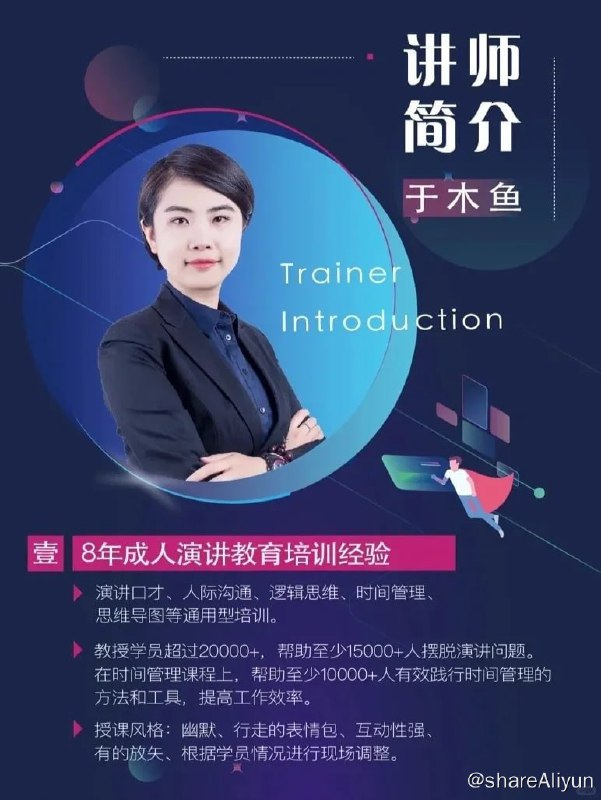 讲师
简介
于木鱼
Trainer
Introduction
壹 8年成人演讲教育培训经验
演讲口才、人际沟通、逻辑思维、时间管理、
思维导图等通用型培训。
教授学员超过20000+，帮助至少15000+人摆脱演讲问题。
在时间管理课程上，帮助至少10000+人有效践行时间管理的
方法和工具，提高工作效率。
授课风格：幽默、行走的表情包、互动性强、
有的放矢、根据学员情况进行现场调整。
@shareAliyun